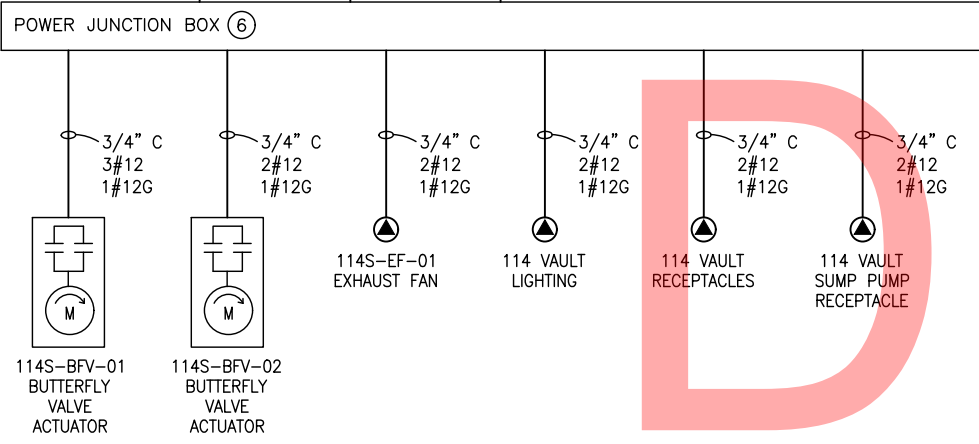 POWER JUNCTION BOX 6
3/4" C
3#12
1#12G
3/4" C
2#12
1#12G
3/4" C
2#12
1#12G
3/4" C
2#12
1#12G
3/4" C
2#12
1#12G
3/4" C
2#12
1#12G
M
114S-BFV-01
BUTTERFLY
VALVE
ACTUATOR
M
114S-BFV-02
BUTTERFLY
VALVE
ACTUATOR
114S-EF-01
EXHAUST FAN
114 VAULT
LIGHTING
114 VAULT
RECEPTACLES
114 VAULT
SUMP PUMP
RECEPTACLE
D